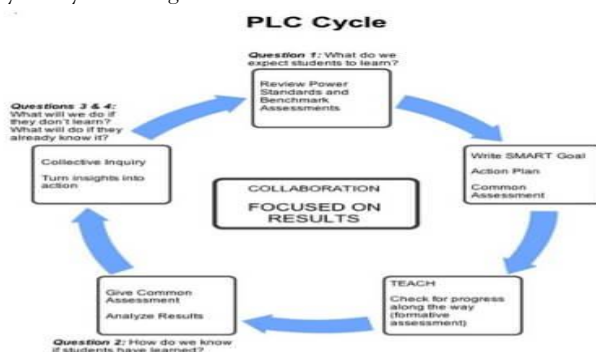 PLC Cycle
Question 1: What do we
expect students to learn?
Review Power
Standards and
Benchmark
Assessments
Write SMART Goal
Action Plan
Common
Assessment
TEACH
Check for progress
along the way
(formative
assessment)
Give Common
Assessment
Analyze Results
Question 2: How do we know
if students have learned?
Questions 3 & 4:
What will we do if
they don't learn?
What will do if they
already know it?
Collective Inquiry
Turn insights into
action
COLLABORATION
FOCUSED ON
RESULTS